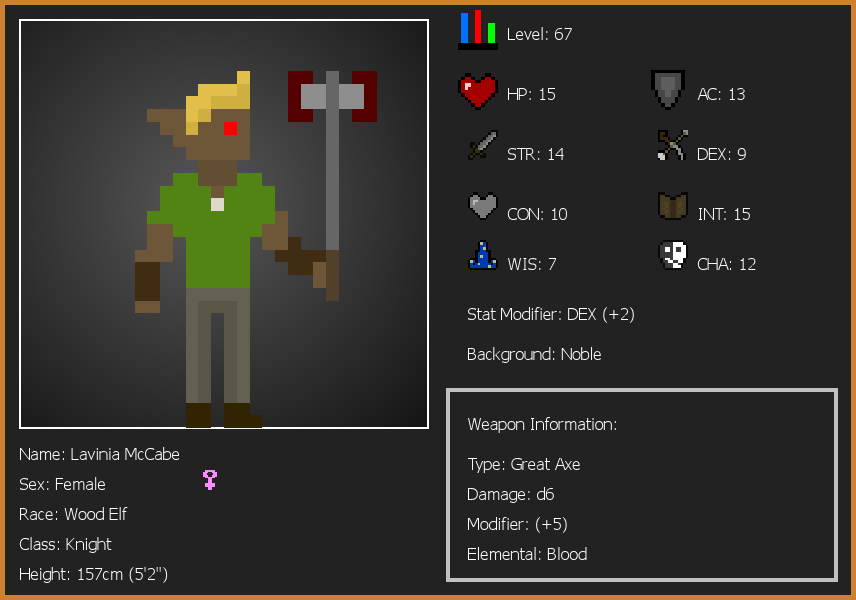 Level: 67
HP: 15
AC: 13
STR: 14
DEX: 9
CON: 10
INT: 15
WIS: 7
CHA: 12
Stat Modifier: DEX (+2)
Background: Noble
Weapon Information:
Type: Great Axe
Damage: d6
Modifier: (+5)
Elemental: Blood
Name: Lavinia McCabe
Sex: Female
Race: Wood Elf
Class: Knight
Height: 157cm (5'2")